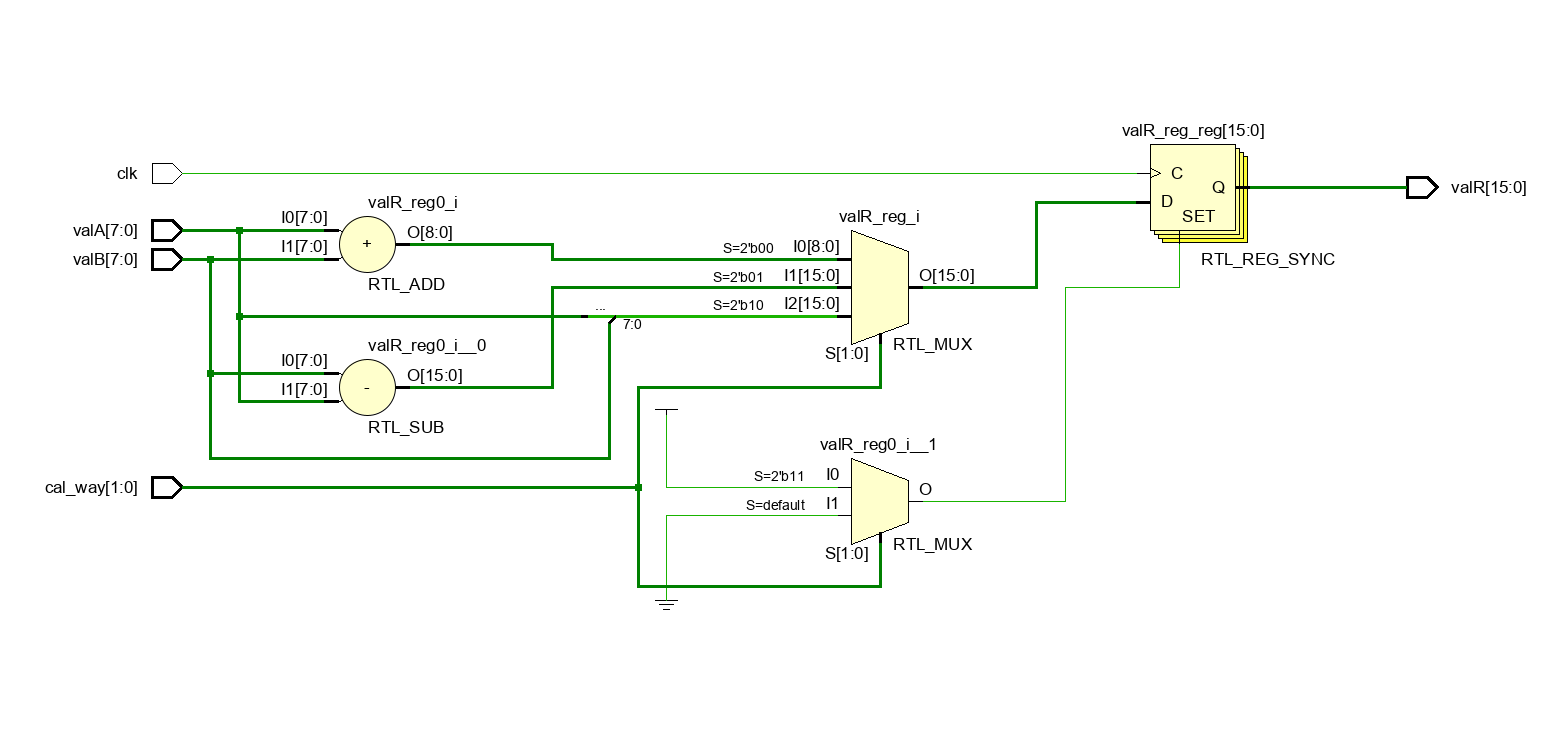 valR_reg_reg[15:0]
clk
C
Q
valR[15:0]
D
SET
RTL_REG_SYNC
valR_reg0_i
valR_reg_i
valA[7:0]
I0[7:0]
+
O[8:0]
valB[7:0]
I1[7:0]
RTL_ADD
S=2'b00
I0[8:0]
S=2'b01
I1[15:0]
O[15:0]
S=2'b10
I2[15:0]
...
7:0
S[1:0]
RTL_MUX
valR_reg0_i__0
I0[7:0]
-
O[15:0]
I1[7:0]
RTL_SUB
valR_reg0_i__1
cal_way[1:0]
S=2'b11
I0
O
S=default
I1
S[1:0]
RTL_MUX